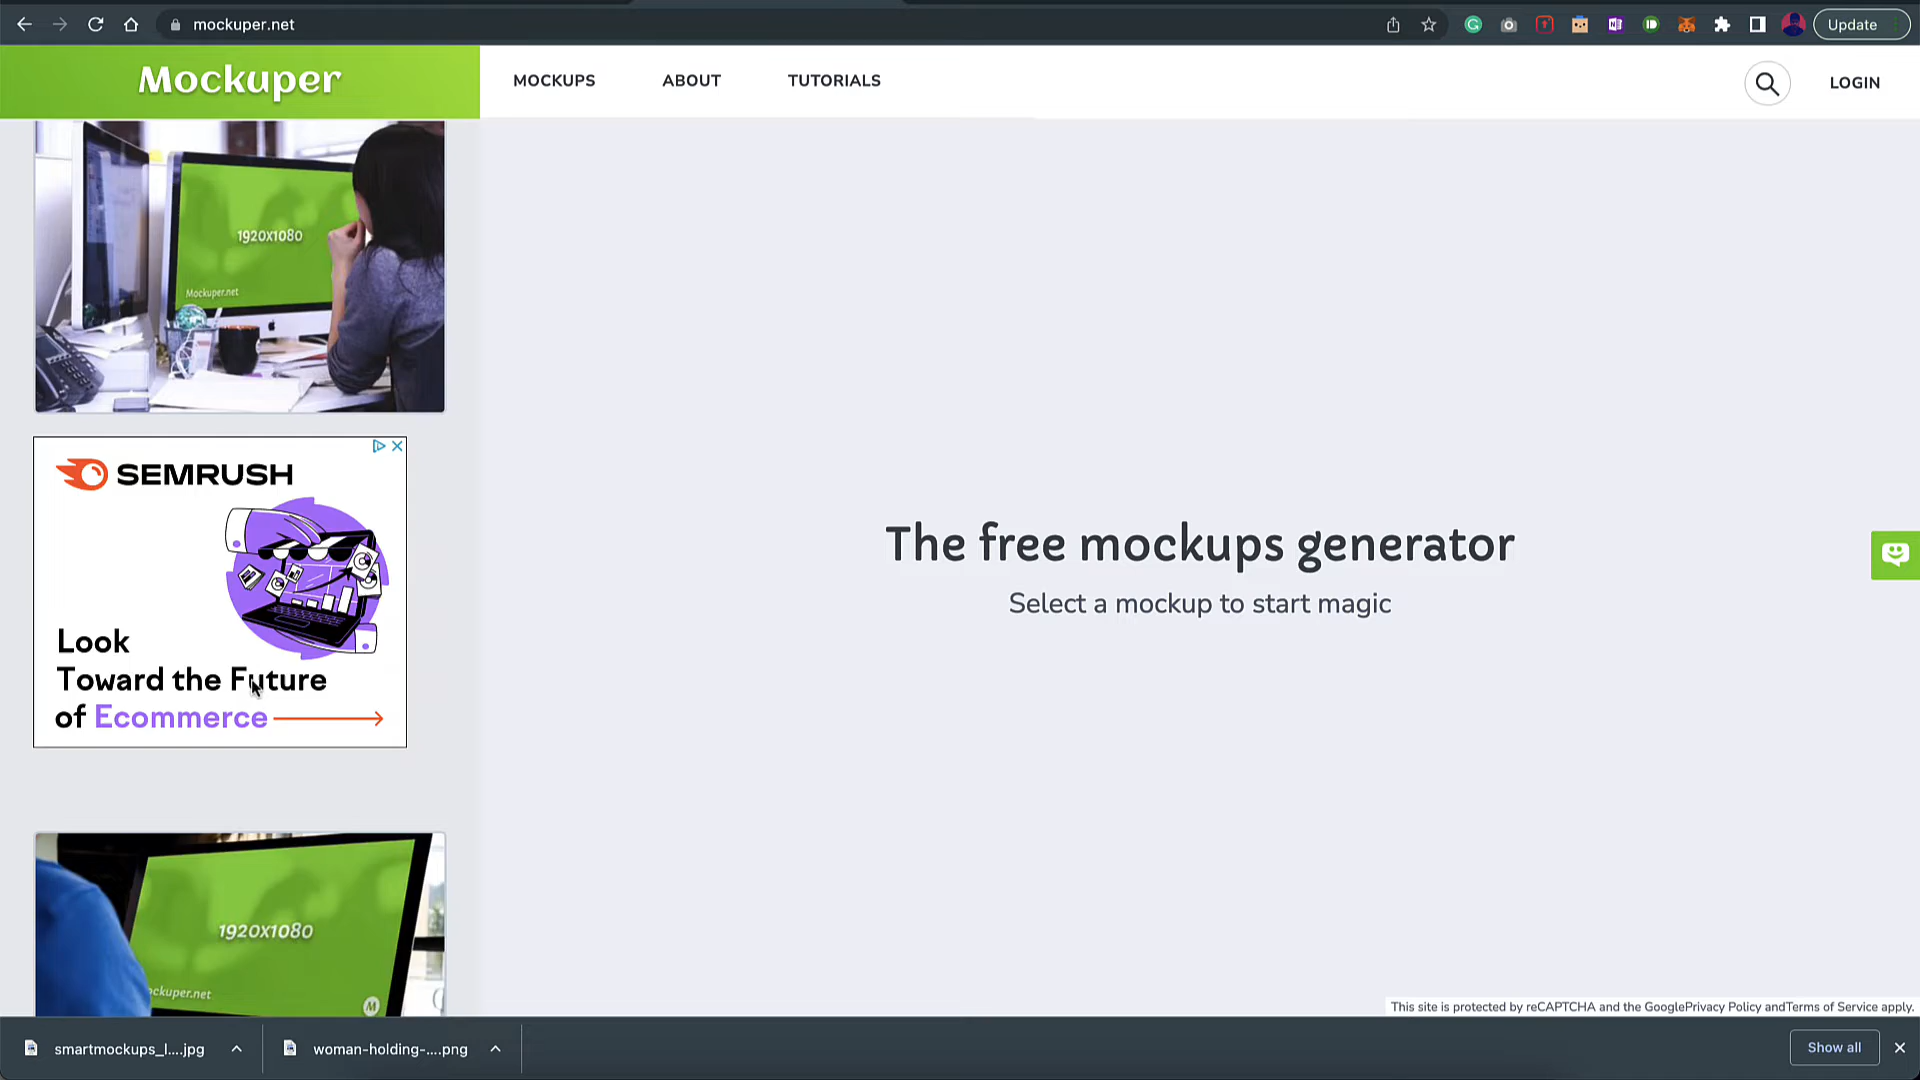 mockuper.net
Update
Mockuper
MOCKUPS
ABOUT
TUTORIALS
LOGIN
1920x1080
Mockuper.net
SEMRUSH
Look
Toward the Future
of Ecommerce
The free mockups generator
Select a mockup to start magic
1920x1080
ckuper.net
This site is protected by reCAPTCHA and the GooglePrivacy Policy andTerms of Service apply.
smartmockups_l....jpg
woman-holding-....png
Show all